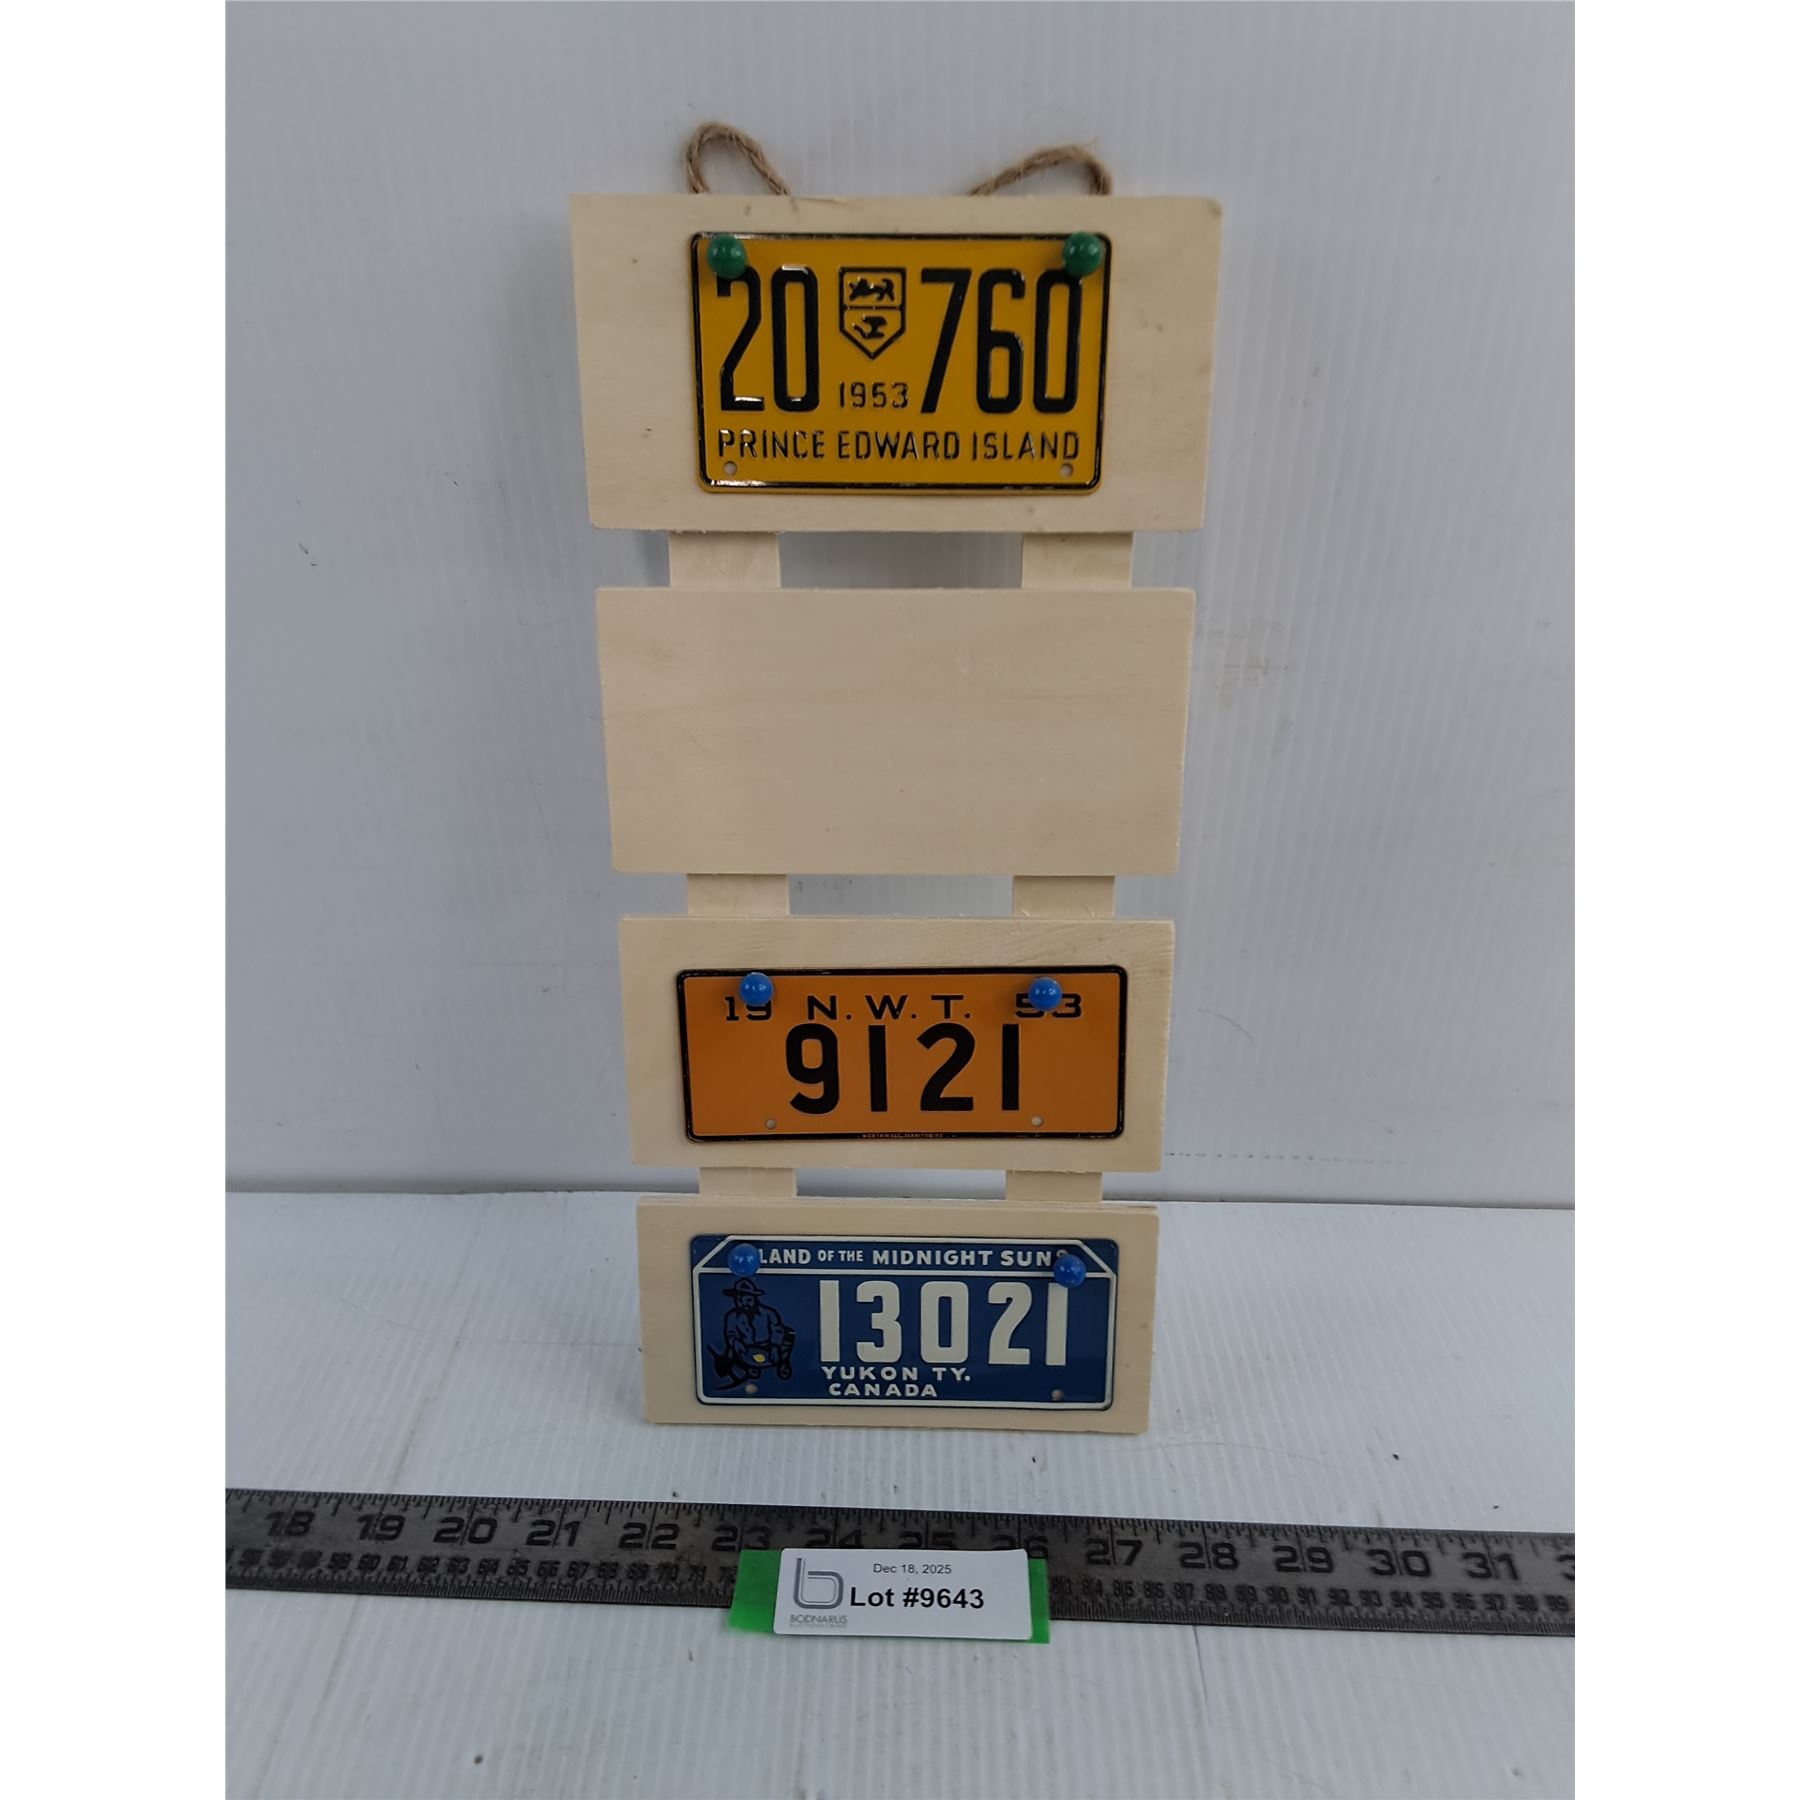 20 760
1953
PRINCE EDWARD ISLAND
19 N.W.T. 53
9121
LAND OF THE MIDNIGHT SUN
13021
YUKON TY.
CANADA
18 19 20 21 22 23 24 25 26 27 28 29 30 31
Dec 18, 2025
Lot #9643
BODNARUS